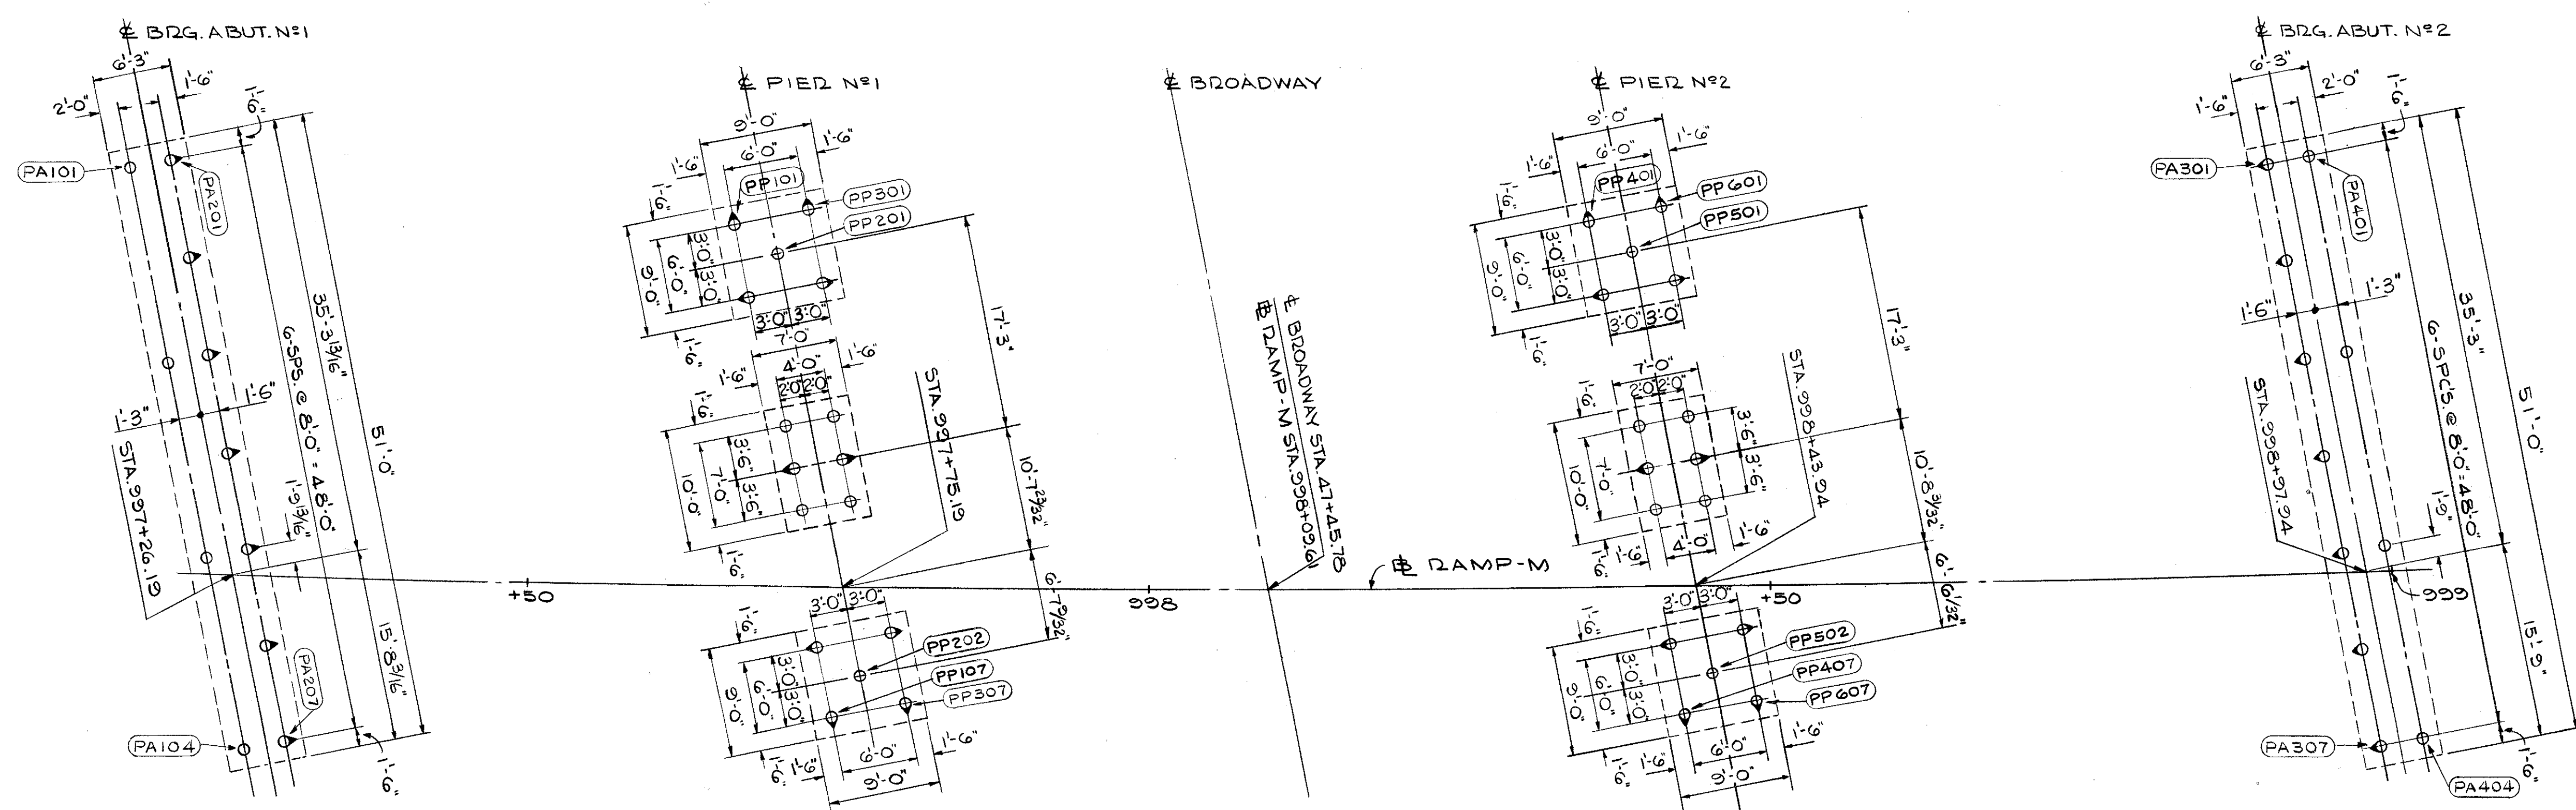 ℄ BRG. ABUT. Nº1
6'-3"
1'-6"
2'-0"
1'-6"
PA101
PA201
35'-3 13/16"
6-SPS. @ 8'-0" = 48'-0"
51'-0"
1'-3"
1'-6"
1'-9 13/16"
STA. 997+26.19
15'-8 3/16"
PA207
PA104
1'-6"
+50
℄ PIER Nº1
9'-0"
1'-6"
6'-0"
1'-6"
PP101
PP301
PP201
1'-6"
3'-0"
6'-0"
9'-0"
3'-0"
3'-0" 3'-0"
1'-6"
17'-3"
7'-0"
4'-0"
1'-6"
2'-0" 2'-0"
1'-6"
1'-6"
3'-6"
7'-0"
10'-0"
3'-6"
1'-6"
STA. 997+75.19
10'-7 23/32"
6'-7 9/32"
3'-0" 3'-0"
1'-6"
PP202
PP107
PP307
3'-0"
6'-0"
9'-0"
3'-0"
1'-6"
1'-6"
6'-0"
1'-6"
9'-0"
998
℄ BROADWAY
℄ BROADWAY STA. 47+45.78
BL RAMP-M STA. 998+09.61
BL RAMP-M
℄ PIER Nº2
9'-0"
1'-6"
6'-0"
1'-6"
PP401
PP601
PP501
1'-6"
3'-0"
6'-0"
9'-0"
3'-0"
3'-0" 3'-0"
1'-6"
17'-3"
7'-0"
2'-0" 2'-0"
1'-6"
3'-6"
3'-6"
7'-0"
10'-0"
1'-6"
4'-0"
1'-6"
1'-6"
STA. 998+43.94
10'-8 3/32"
6'-6 1/32"
+50
3'-0" 3'-0"
1'-6"
PP502
PP407
PP607
3'-0"
6'-0"
9'-0"
3'-0"
1'-6"
1'-6"
6'-0"
1'-6"
9'-0"
℄ BRG. ABUT. Nº2
6'-3"
1'-6"
2'-0"
1'-6"
PA301
PA401
1'-3"
1'-6"
35'-3"
6-SPC'S. @ 8'-0" = 48'-0"
51'-0"
STA. 998+97.94
1'-9"
999
15'-9"
PA307
PA404
1'-6"